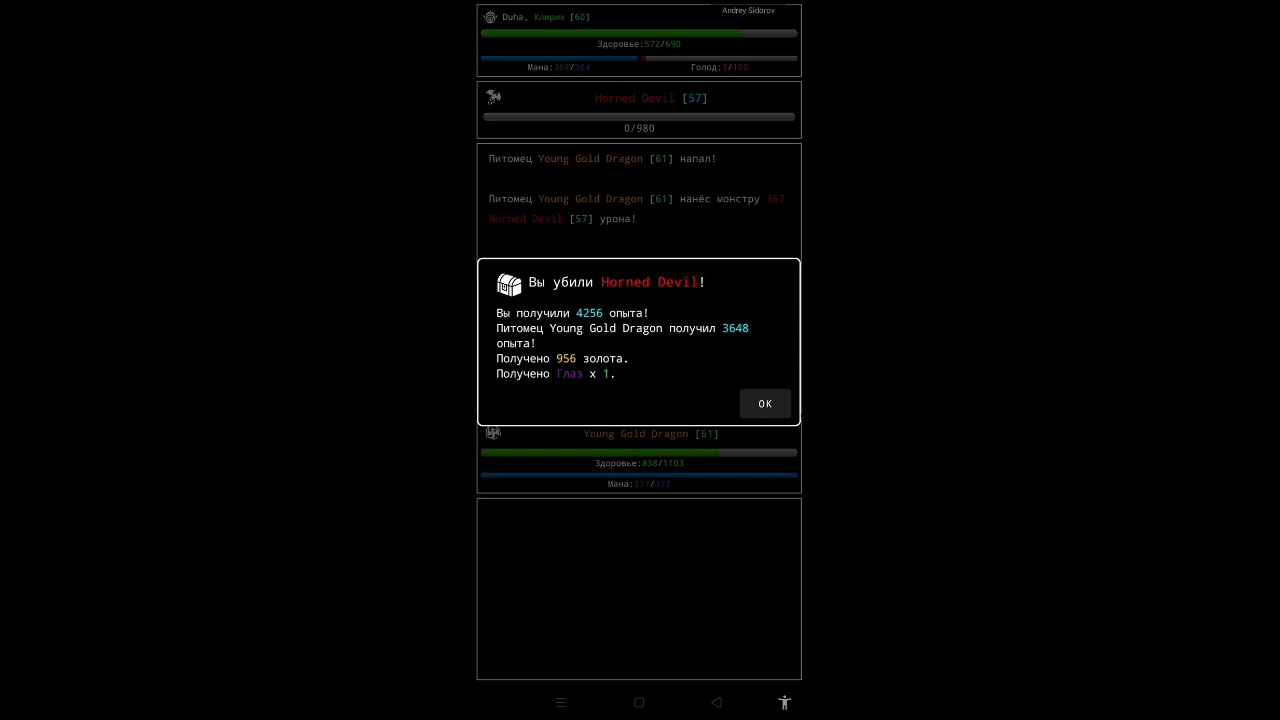 Andrey Sidorov
Duha, Клирик [60]
Здоровье:572/690
Мана:364/364
Голод:3/100
Horned Devil [57]
0/980
Питомец Young Gold Dragon [61] напал!
Питомец Young Gold Dragon [61] нанёс монстру 367
Horned Devil [57] урона!
Вы убили Horned Devil!
Вы получили 4256 опыта!
Питомец Young Gold Dragon получил 3648
опыта!
Получено 956 золота.
Получено Глаз x 1.
OK
Young Gold Dragon [61]
Здоровье:838/1103
Мана:377/377